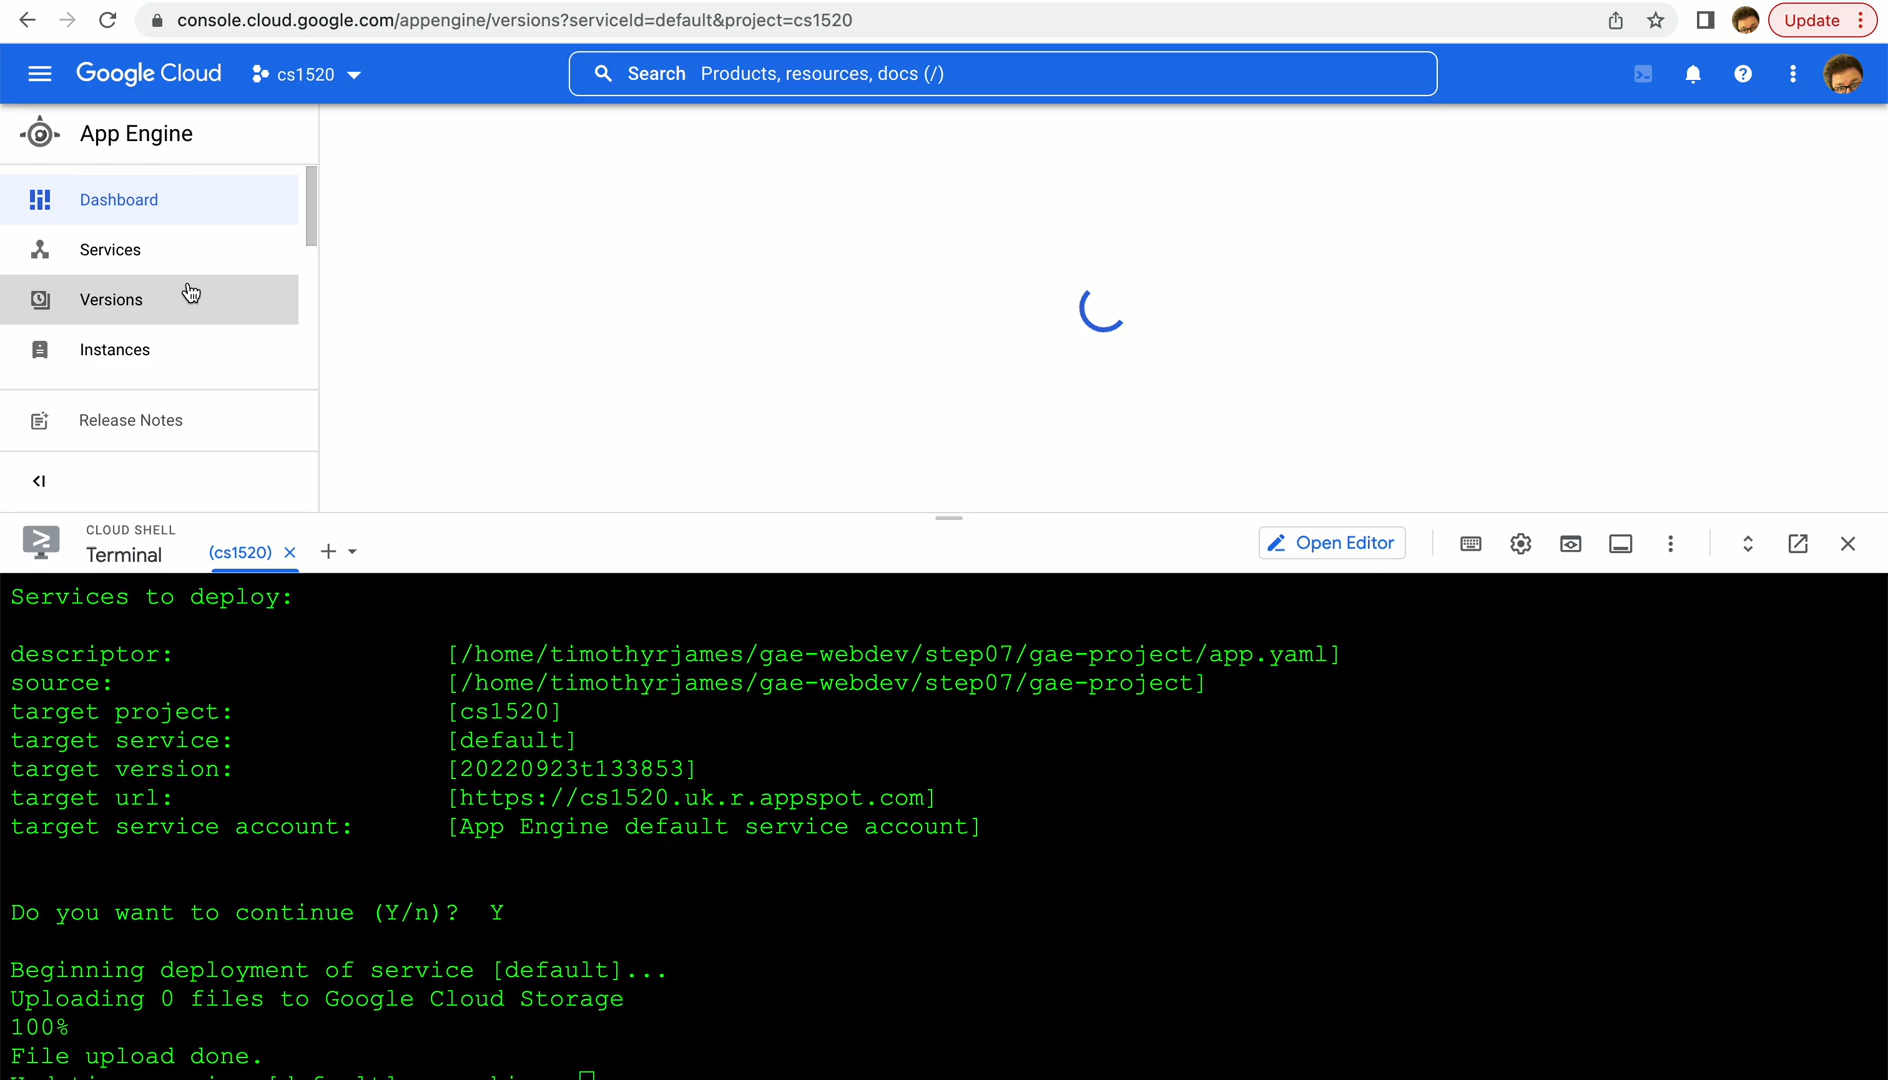 console.cloud.google.com/appengine/versions?serviceId=default&project=cs1520
Update
Google Cloud
cs1520
Search Products, resources, docs (/)
App Engine
Dashboard
Services
Versions
Instances
Release Notes
CLOUD SHELL
Terminal
(cs1520)
Open Editor
Services to deploy:
descriptor: [/home/timothyrjames/gae-webdev/step07/gae-project/app.yaml]
source: [/home/timothyrjames/gae-webdev/step07/gae-project]
target project: [cs1520]
target service: [default]
target version: [20220923t133853]
target url: [https://cs1520.uk.r.appspot.com]
target service account: [App Engine default service account]
Do you want to continue (Y/n)? Y
Beginning deployment of service [default]...
Uploading 0 files to Google Cloud Storage
100%
File upload done.